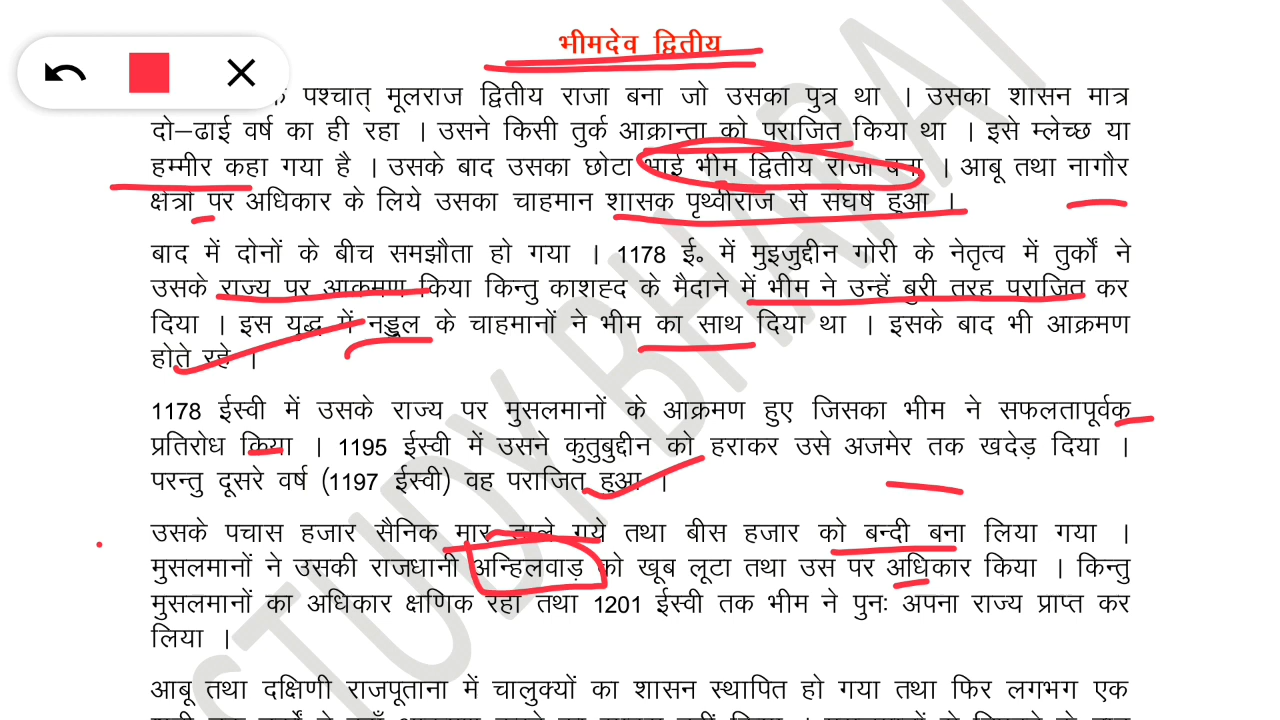 भीमदेव द्वितीय
पश्चात् मूलराज द्वितीय राजा बना जो उसका पुत्र था । उसका शासन मात्र
दो–ढाई वर्ष का ही रहा । उसने किसी तुर्क आक्रान्ता को पराजित किया था । इसे म्लेच्छ या
हम्मीर कहा गया है । उसके बाद उसका छोटा भाई भीम द्वितीय राजा बना । आबू तथा नागौर
क्षेत्रों पर अधिकार के लिये उसका चाहमान शासक पृथ्वीराज से संघर्ष हुआ ।
बाद में दोनों के बीच समझौता हो गया । 1178 ई॰ में मुइजुद्दीन गोरी के नेतृत्व में तुर्कों ने
उसके राज्य पर आक्रमण किया किन्तु काशह्द के मैदाने में भीम ने उन्हें बुरी तरह पराजित कर
दिया । इस युद्ध में नड्डूल के चाहमानों ने भीम का साथ दिया था । इसके बाद भी आक्रमण
होते रहे ।
1178 ईस्वी में उसके राज्य पर मुसलमानों के आक्रमण हुए जिसका भीम ने सफलतापूर्वक
प्रतिरोध किया । 1195 ईस्वी में उसने कुतुबुद्दीन को हराकर उसे अजमेर तक खदेड़ दिया ।
परन्तु दूसरे वर्ष (1197 ईस्वी) वह पराजित हुआ ।
उसके पचास हजार सैनिक मार डाले गये तथा बीस हजार को बन्दी बना लिया गया ।
मुसलमानों ने उसकी राजधानी अन्हिलवाड़ को खूब लूटा तथा उस पर अधिकार किया । किन्तु
मुसलमानों का अधिकार क्षणिक रहा तथा 1201 ईस्वी तक भीम ने पुनः अपना राज्य प्राप्त कर
लिया ।
आबू तथा दक्षिणी राजपूताना में चालुक्यों का शासन स्थापित हो गया तथा फिर लगभग एक
STUDY BHARAT